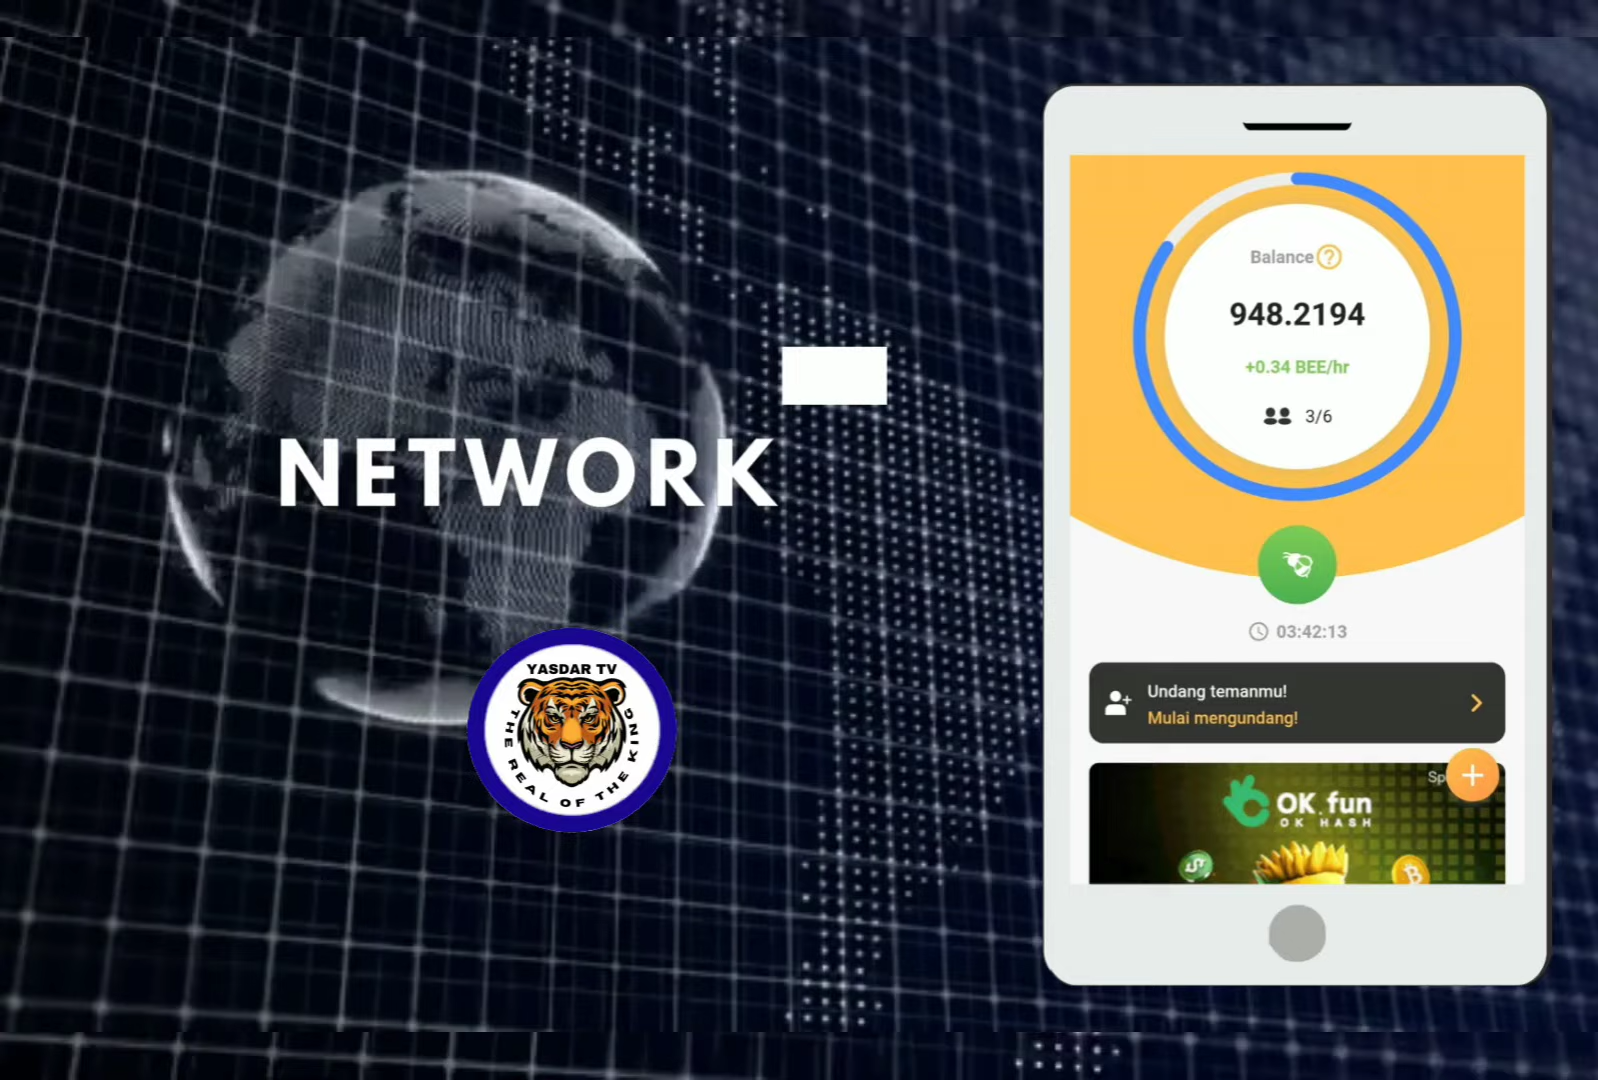 NETWORK
YASDAR TV
THE REAL OF THE KING
Balance?
948.2194
+0.34 BEE/hr
3/6
03:42:13
Undang temanmu!
Mulai mengundang!
OK.fun
OK HASH